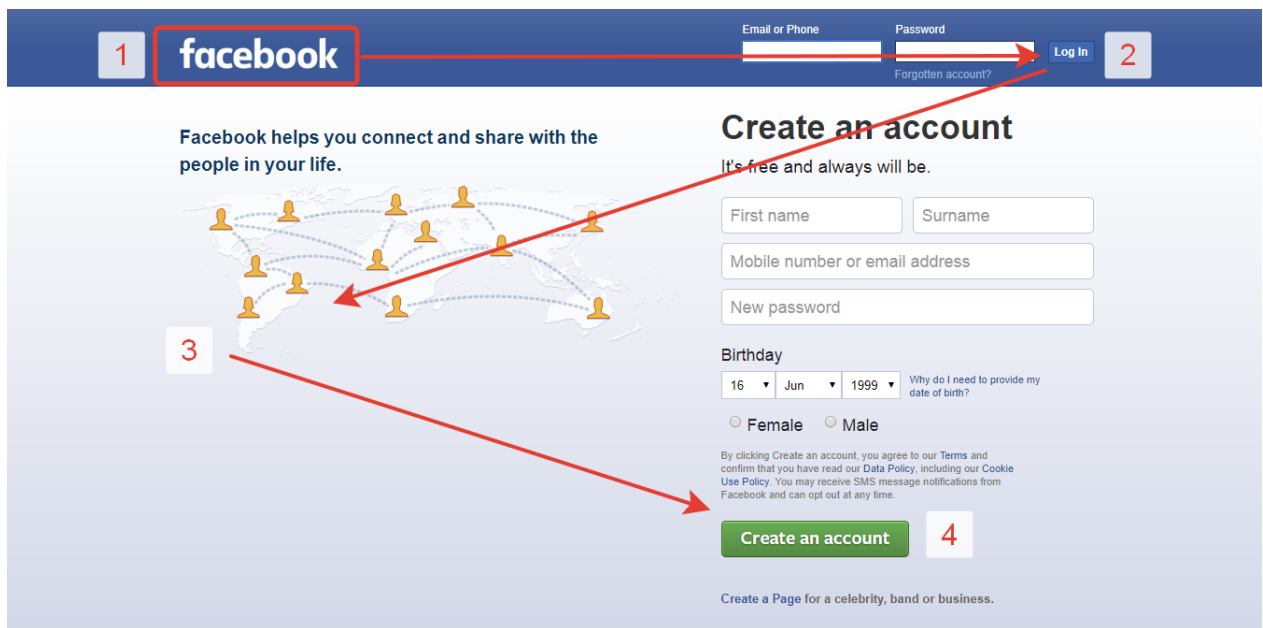 1
facebook
Email or Phone
Password
Log In
2
Forgotten account?
Facebook helps you connect and share with the
people in your life.
3
Create an account
It's free and always will be.
First name
Surname
Mobile number or email address
New password
Birthday
16 Jun 1999
Why do I need to provide my
date of birth?
Female Male
By clicking Create an account, you agree to our Terms and
confirm that you have read our Data Policy, including our Cookie
Use Policy. You may receive SMS message notifications from
Facebook and can opt out at any time.
Create an account
4
Create a Page for a celebrity, band or business.